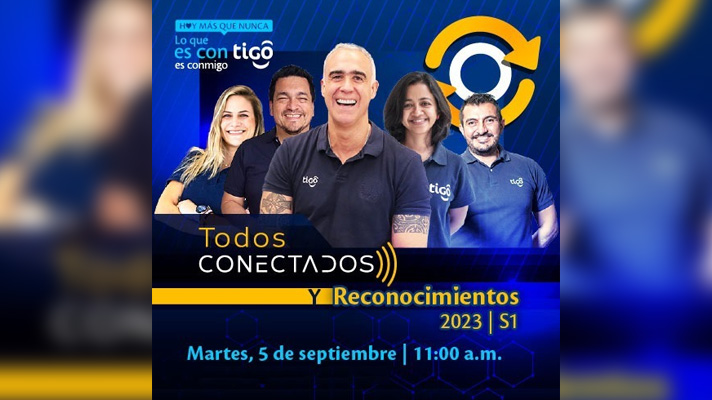 HOY MÁS QUE NUNCA
Lo que
es con tigo
es conmigo
tigo
tigo
tigo
Todos
CONECTADOS
Y Reconocimientos
2023 | S1
Martes, 5 de septiembre | 11:00 a.m.